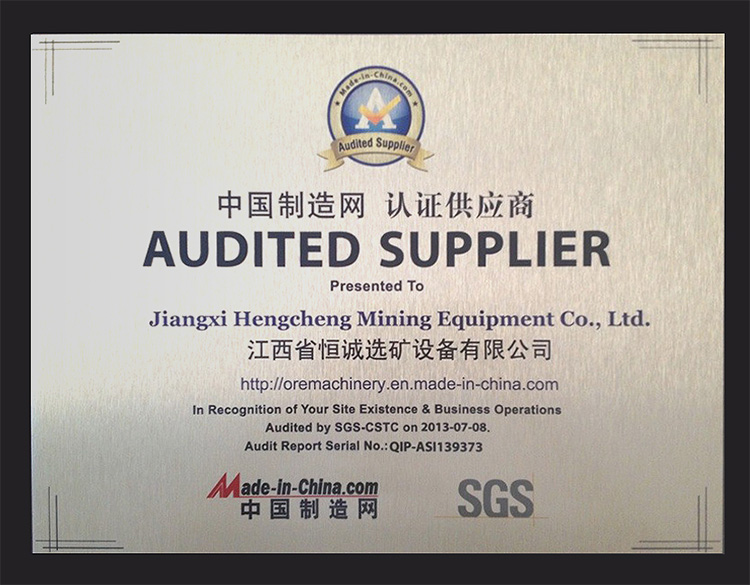 Made-in-China.com
A
Audited Supplier
中国制造网 认证供应商
AUDITED SUPPLIER
Presented To
Jiangxi Hengcheng Mining Equipment Co., Ltd.
江西省恒诚选矿设备有限公司
http://oremachinery.en.made-in-china.com
In Recognition of Your Site Existence & Business Operations
Audited by SGS-CSTC on 2013-07-08.
Audit Report Serial No.:QIP-ASI139373
Made-in-China.com
中国制造网
SGS